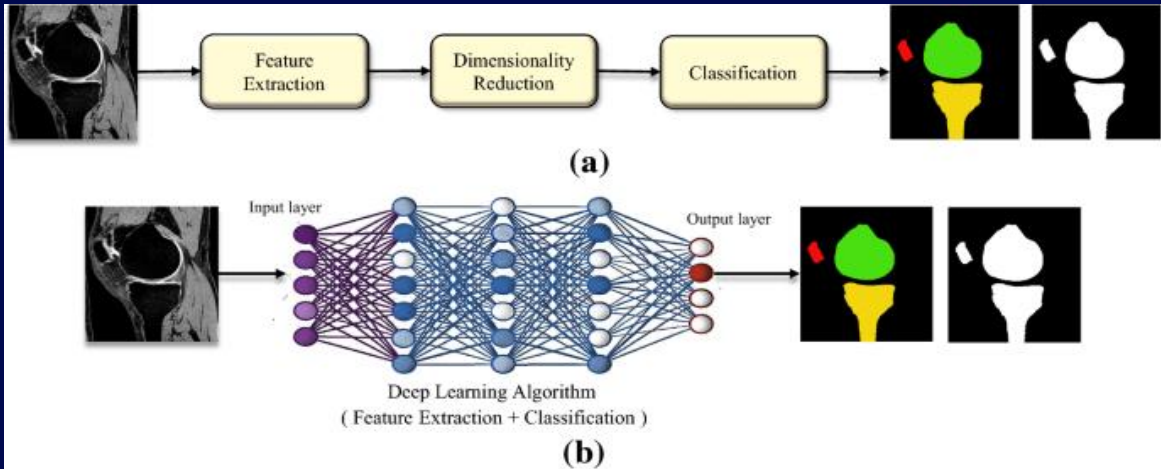 Feature
Extraction
Dimensionality
Reduction
Classification
(a)
Input layer
Output layer
Deep Learning Algorithm
( Feature Extraction + Classification )
(b)